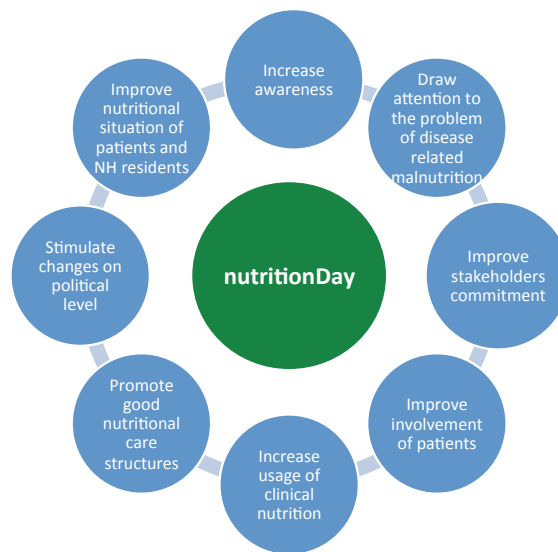 Increase
awareness
Draw
attention to
the problem
of disease
related
malnutrition
Improve
stakeholders
commitment
Improve
involvement
of patients
Increase
usage of
clinical
nutrition
Promote
good
nutritional
care
structures
Stimulate
changes on
political
level
Improve
nutritional
situation of
patients and
NH residents
nutritionDay